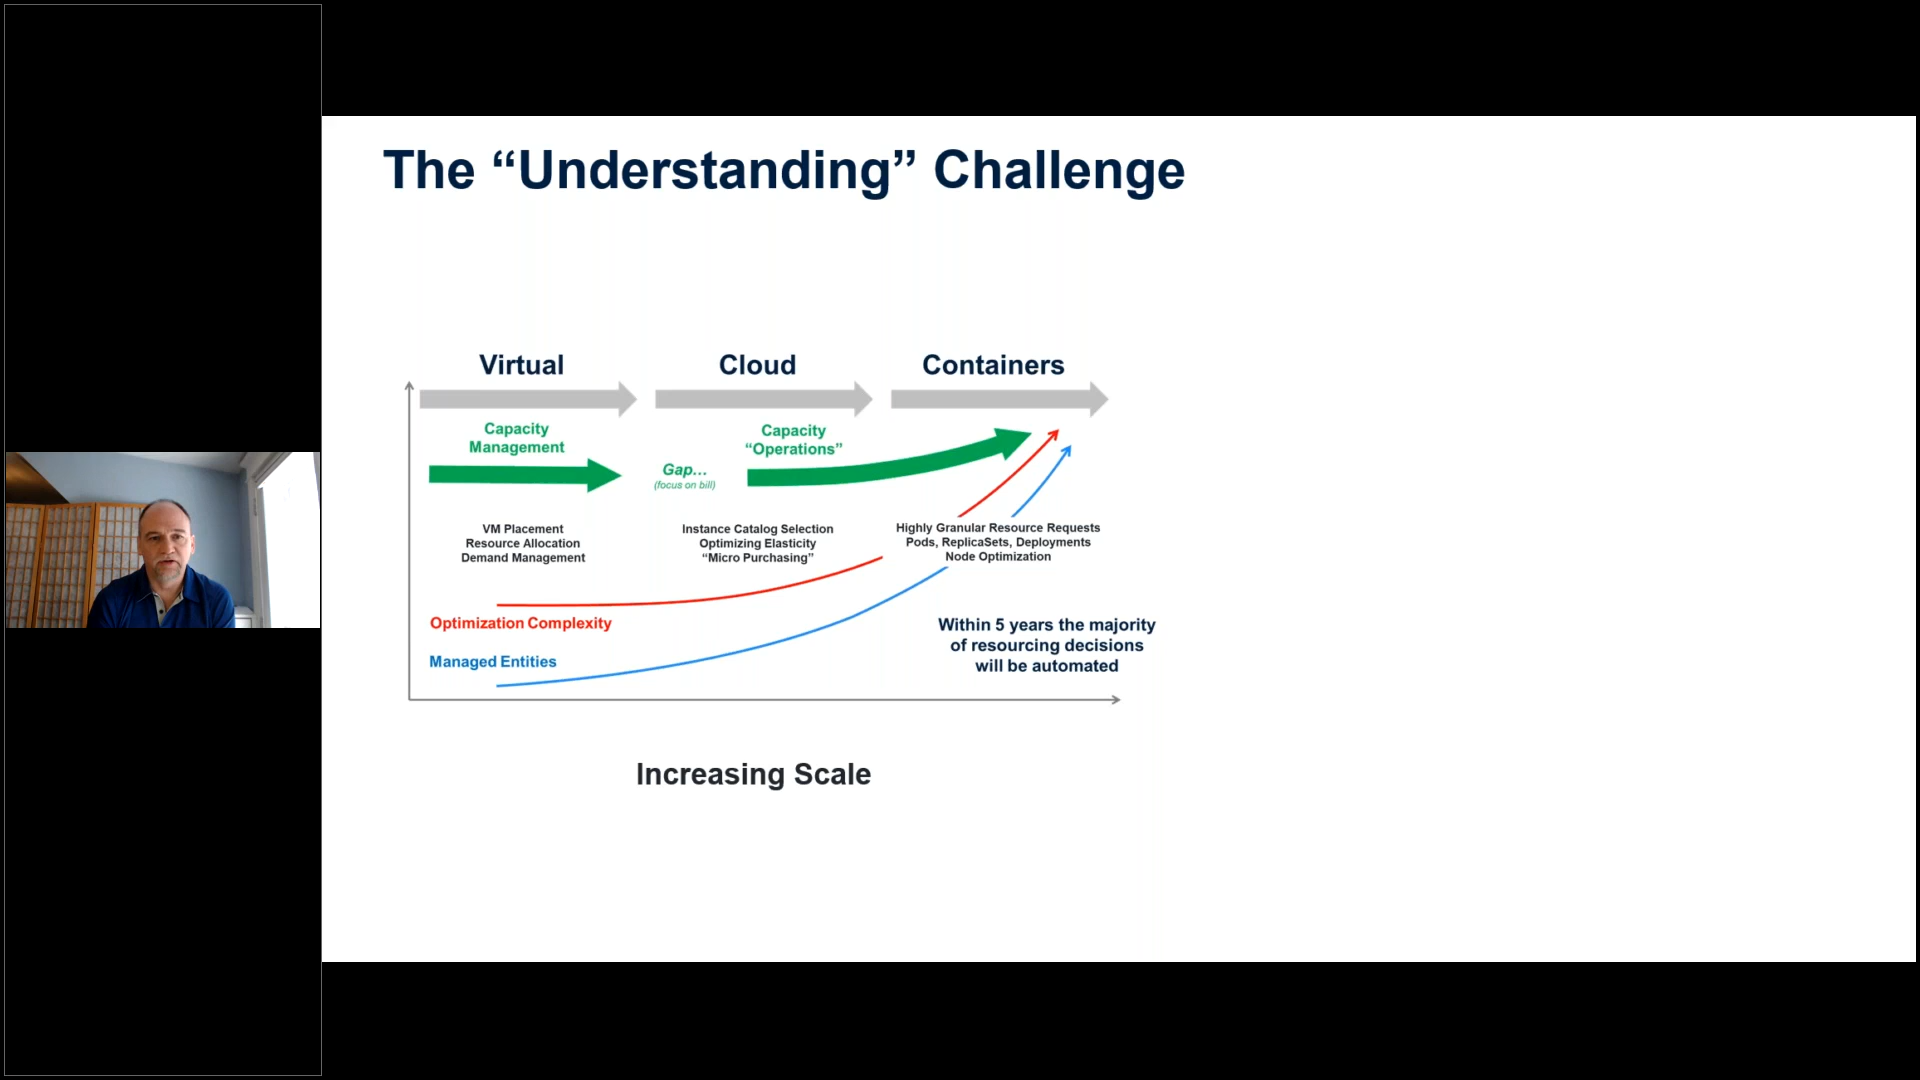 The “Understanding” Challenge
Virtual
Cloud
Containers
Capacity
Management
Gap...
(focus on bill)
Capacity
“Operations”
VM Placement
Resource Allocation
Demand Management
Instance Catalog Selection
Optimizing Elasticity
“Micro Purchasing”
Highly Granular Resource Requests
Pods, ReplicaSets, Deployments
Node Optimization
Optimization Complexity
Managed Entities
Within 5 years the majority
of resourcing decisions
will be automated
Increasing Scale